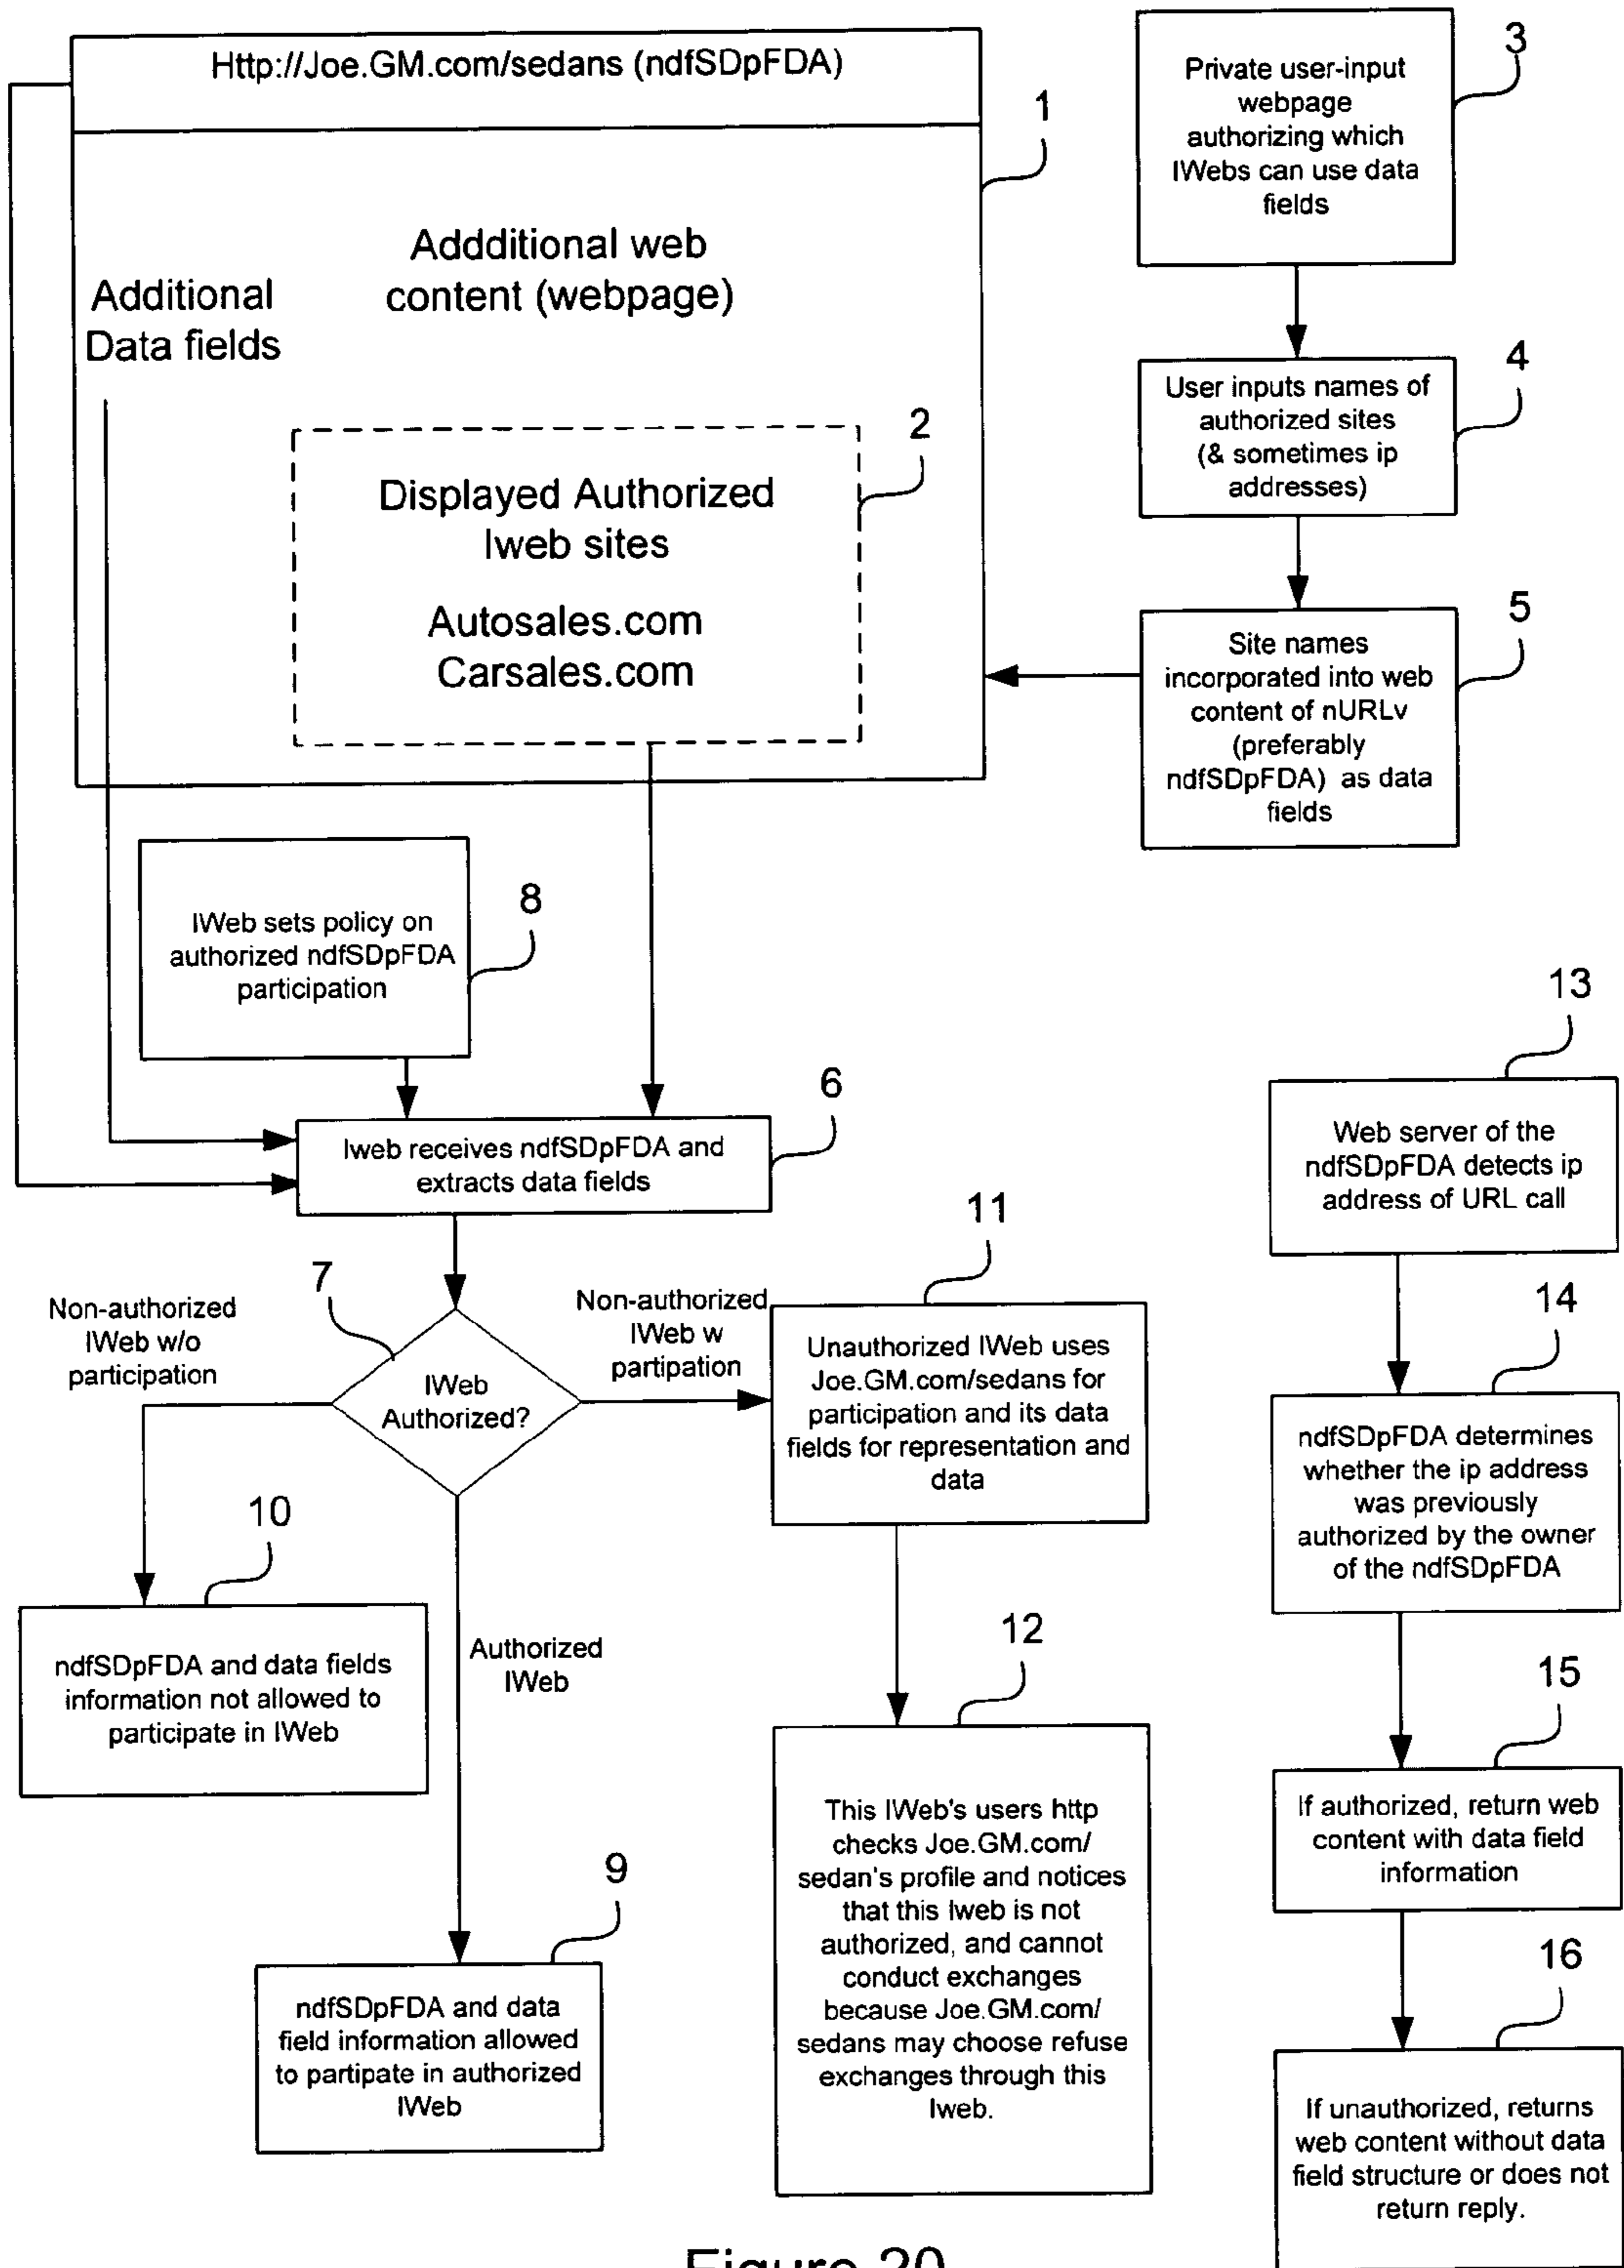 Http://Joe.GM.com/sedans (ndfSDpFDA)
1
Addditional web
content (webpage)
Additional
Data fields
2
Displayed Authorized
Iweb sites
Autosales.com
Carsales.com
3
Private user-input
webpage
authorizing which
IWebs can use data
fields
4
User inputs names of
authorized sites
(& sometimes ip
addresses)
5
Site names
incorporated into web
content of nURLv
(preferably
ndfSDpFDA) as data
fields
8
IWeb sets policy on
authorized ndfSDpFDA
participation
6
Iweb receives ndfSDpFDA and
extracts data fields
7
IWeb
Authorized?
Non-authorized
IWeb w/o
participation
Non-authorized
IWeb w
partipation
Authorized
IWeb
10
ndfSDpFDA and data fields
information not allowed to
participate in IWeb
9
ndfSDpFDA and data
field information allowed
to partipate in authorized
IWeb
11
Unauthorized IWeb uses
Joe.GM.com/sedans for
participation and its data
fields for representation and
data
12
This IWeb's users http
checks Joe.GM.com/
sedan's profile and notices
that this Iweb is not
authorized, and cannot
conduct exchanges
because Joe.GM.com/
sedans may choose refuse
exchanges through this
Iweb.
13
Web server of the
ndfSDpFDA detects ip
address of URL call
14
ndfSDpFDA determines
whether the ip address
was previously
authorized by the owner
of the ndfSDpFDA
15
If authorized, return web
content with data field
information
16
If unauthorized, returns
web content without data
field structure or does not
return reply.
Figure 20